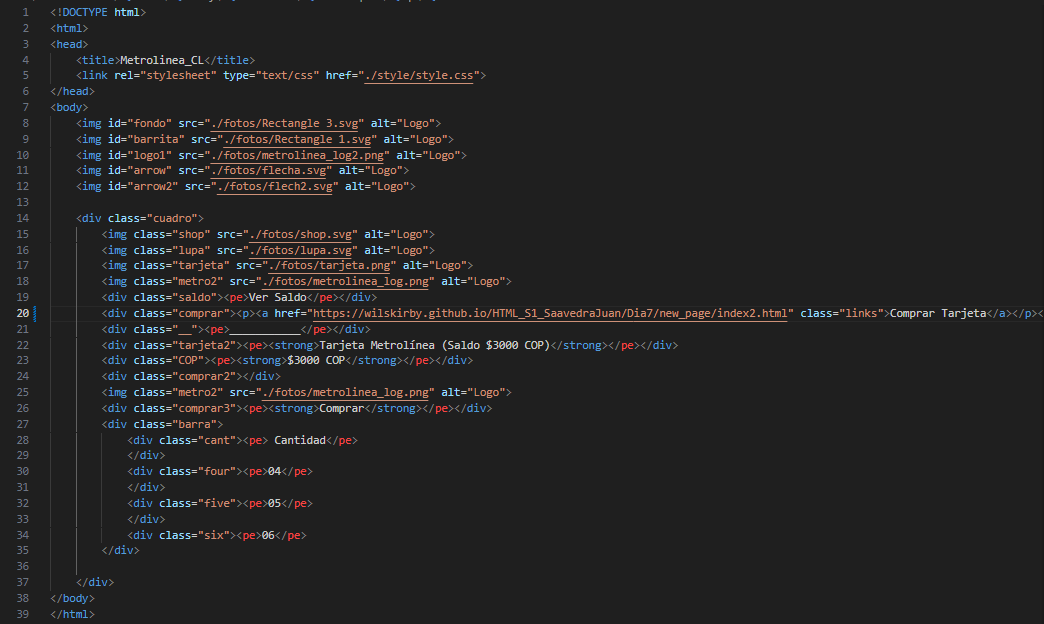 1 <!DOCTYPE html>
2 <html>
3 <head>
4 <title>Metrolinea_CL</title>
5 <link rel="stylesheet" type="text/css" href="./style/style.css">
6 </head>
7 <body>
8 <img id="fondo" src="./fotos/Rectangle 3.svg" alt="Logo">
9 <img id="barrita" src="./fotos/Rectangle 1.svg" alt="Logo">
10 <img id="logo1" src="./fotos/metrolinea_log2.png" alt="Logo">
11 <img id="arrow" src="./fotos/flecha.svg" alt="Logo">
12 <img id="arrow2" src="./fotos/flech2.svg" alt="Logo">
13
14 <div class="cuadro">
15 <img class="shop" src="./fotos/shop.svg" alt="Logo">
16 <img class="lupa" src="./fotos/lupa.svg" alt="Logo">
17 <img class="tarjeta" src="./fotos/tarjeta.png" alt="Logo">
18 <img class="metro2" src="./fotos/metrolinea_log.png" alt="Logo">
19 <div class="saldo"><pe>Ver Saldo</pe></div>
20 <div class="comprar"><p><a href="https://wilskirby.github.io/HTML_S1_SaavedraJuan/Dia7/new_page/index2.html" class="links">Comprar Tarjeta</a></p><
21 <div class="__"><pe>___________</pe></div>
22 <div class="tarjeta2"><pe><strong>Tarjeta Metrolínea (Saldo $3000 COP)</strong></pe></div>
23 <div class="COP"><pe><strong>$3000 COP</strong></pe></div>
24 <div class="comprar2"></div>
25 <img class="metro2" src="./fotos/metrolinea_log.png" alt="Logo">
26 <div class="comprar3"><pe><strong>Comprar</strong></pe></div>
27 <div class="barra">
28 <div class="cant"><pe> Cantidad</pe>
29 </div>
30 <div class="four"><pe>04</pe>
31 </div>
32 <div class="five"><pe>05</pe>
33 </div>
34 <div class="six"><pe>06</pe>
35 </div>
36
37 </div>
38 </body>
39 </html>